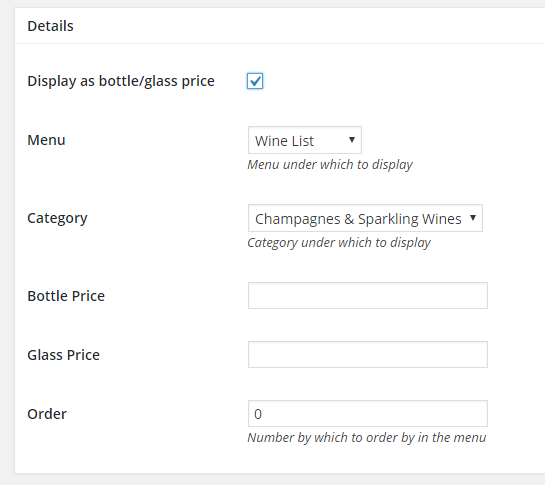 Details
Display as bottle/glass price
Menu
Wine List
Menu under which to display
Category
Champagnes & Sparkling Wines
Category under which to display
Bottle Price
Glass Price
Order
0
Number by which to order by in the menu